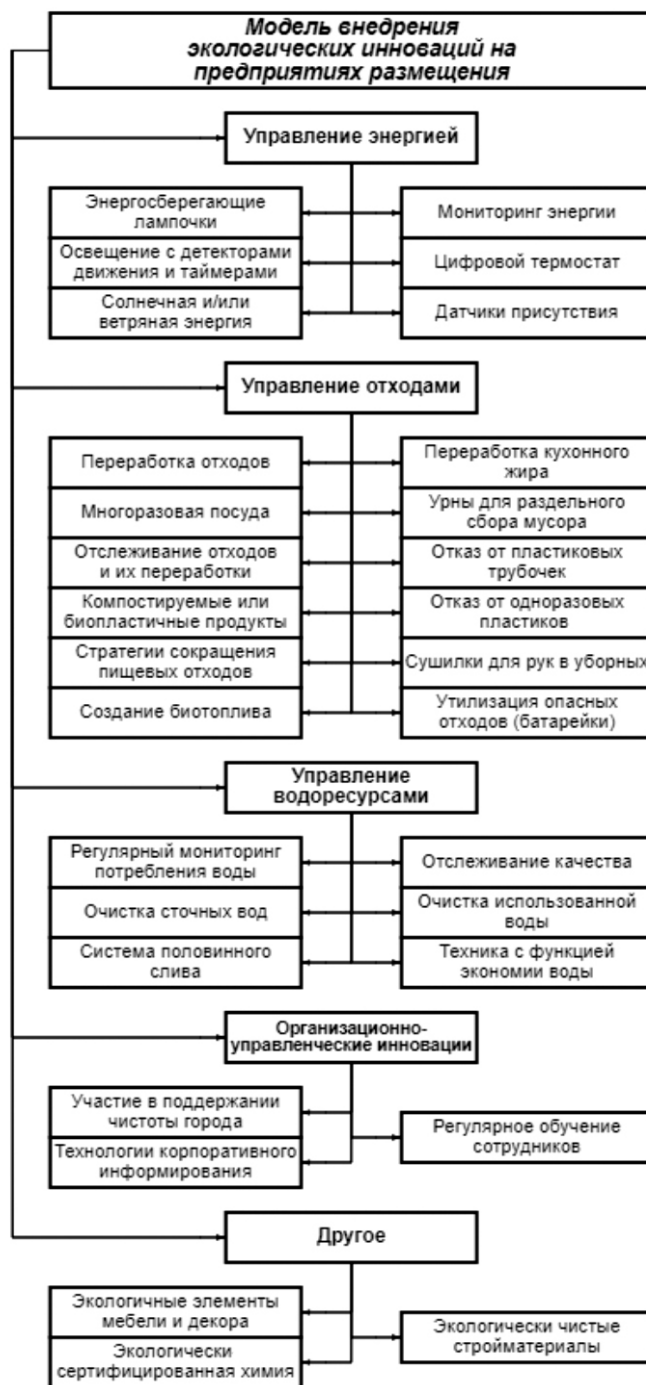 Модель внедрения
экологических инноваций на
предприятиях размещения
Управление энергией
Энергосберегающие
лампочки
Мониторинг энергии
Освещение с детекторами
движения и таймерами
Цифровой термостат
Солнечная и/или
ветряная энергия
Датчики присутствия
Управление отходами
Переработка отходов
Переработка кухонного
жира
Многоразовая посуда
Урны для раздельного
сбора мусора
Отслеживание отходов
и их переработки
Отказ от пластиковых
трубочек
Компостируемые или
биопластичные продукты
Отказ от одноразовых
пластиков
Стратегии сокращения
пищевых отходов
Сушилки для рук в уборных
Создание биотоплива
Утилизация опасных
отходов (батарейки)
Управление
водоресурсами
Регулярный мониторинг
потребления воды
Отслеживание качества
Очистка сточных вод
Очистка использованной
воды
Система половинного
слива
Техника с функцией
экономии воды
Организационно-
управленческие инновации
Участие в поддержании
чистоты города
Технологии корпоративного
информирования
Регулярное обучение
сотрудников
Другое
Экологичные элементы
мебели и декора
Экологически
сертифицированная химия
Экологически чистые
стройматериалы